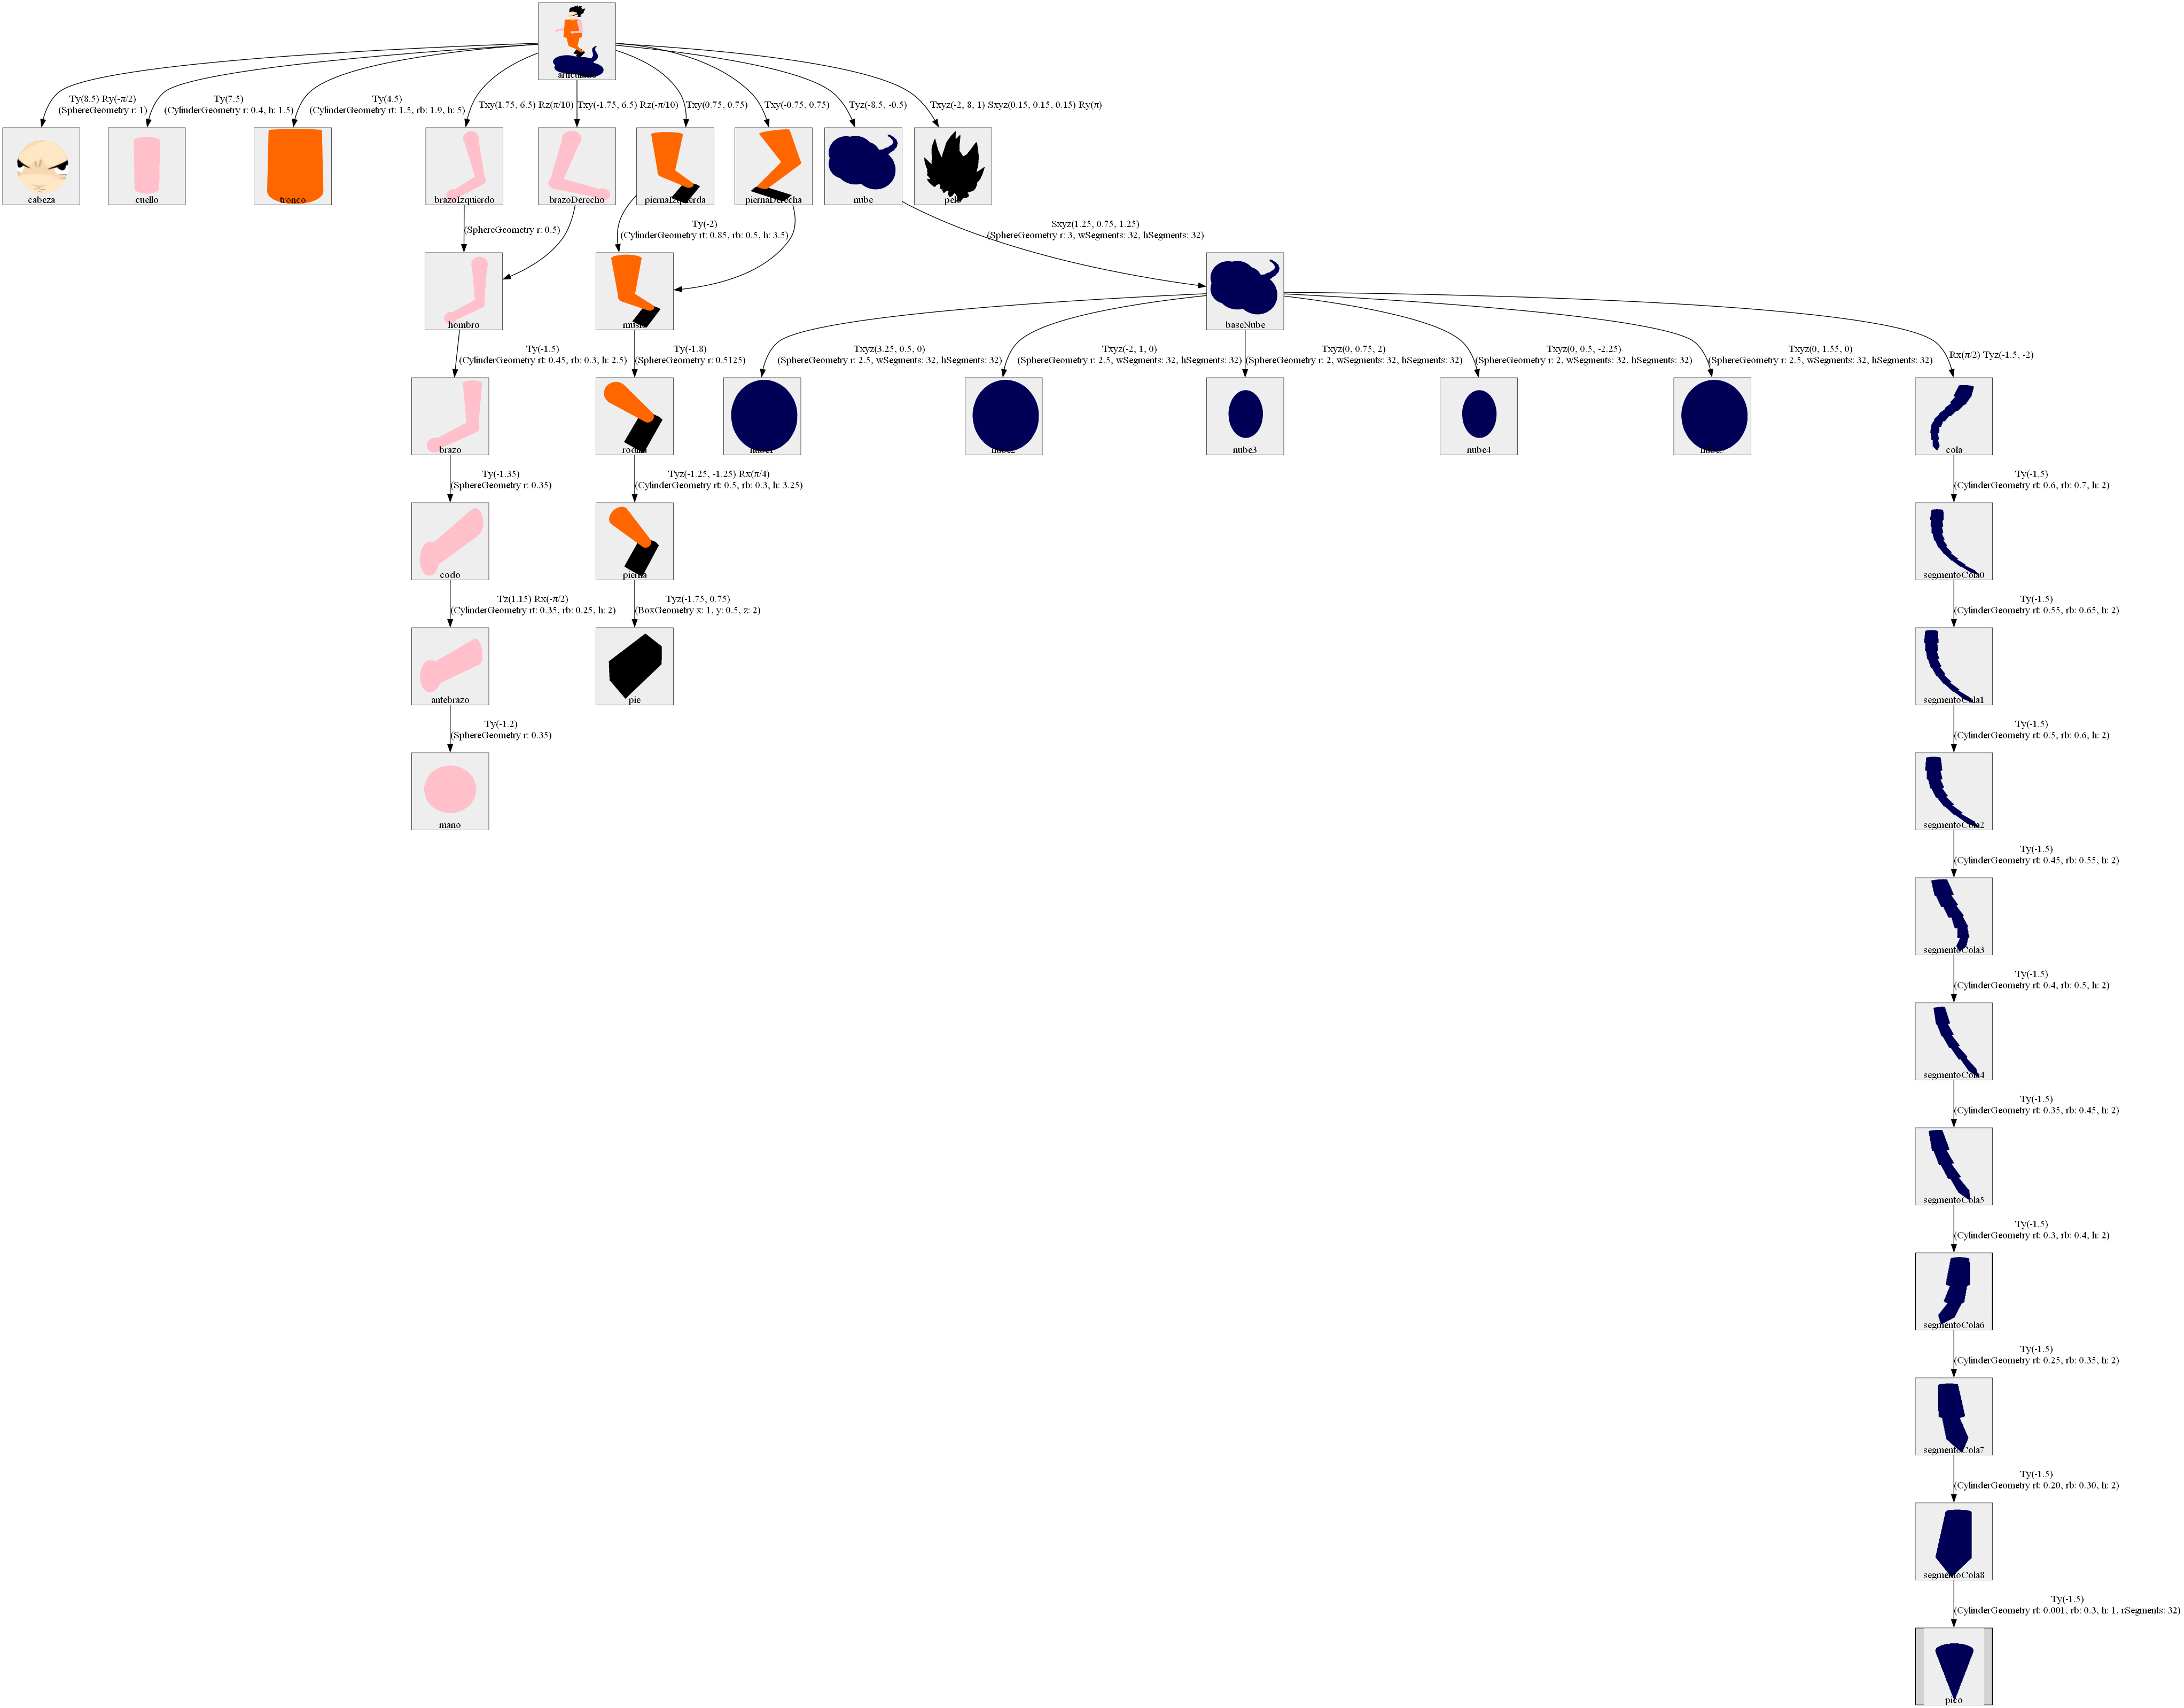 articulado
Ty(8.5) Ry(-π/2)
(SphereGeometry r: 1)
Ty(7.5)
(CylinderGeometry r: 0.4, h: 1.5)
Ty(4.5)
(CylinderGeometry rt: 1.5, rb: 1.9, h: 5)
Txy(1.75, 6.5) Rz(π/10)
Txy(-1.75, 6.5) Rz(-π/10)
Txy(0.75, 0.75)
Txy(-0.75, 0.75)
Tyz(-8.5, -0.5)
Txyz(-2, 8, 1) Sxyz(0.15, 0.15, 0.15) Ry(π)
cabeza
cuello
tronco
brazoIzquierdo
brazoDerecho
piernaIzquierda
piernaDerecha
nube
pelo
(SphereGeometry r: 0.5)
Ty(-2)
(CylinderGeometry rt: 0.85, rb: 0.5, h: 3.5)
Sxyz(1.25, 0.75, 1.25)
(SphereGeometry r: 3, wSegments: 32, hSegments: 32)
hombro
muslo
baseNube
Ty(-1.5)
(CylinderGeometry rt: 0.45, rb: 0.3, h: 2.5)
Ty(-1.8)
(SphereGeometry r: 0.5125)
Txyz(3.25, 0.5, 0)
(SphereGeometry r: 2.5, wSegments: 32, hSegments: 32)
Txyz(-2, 1, 0)
(SphereGeometry r: 2.5, wSegments: 32, hSegments: 32)
Txyz(0, 0.75, 2)
(SphereGeometry r: 2, wSegments: 32, hSegments: 32)
Txyz(0, 0.5, -2.25)
(SphereGeometry r: 2, wSegments: 32, hSegments: 32)
Txyz(0, 1.55, 0)
(SphereGeometry r: 2.5, wSegments: 32, hSegments: 32)
Rx(π/2) Tyz(-1.5, -2)
brazo
rodilla
nube1
nube2
nube3
nube4
nube5
cola
Ty(-1.35)
(SphereGeometry r: 0.35)
Tyz(-1.25, -1.25) Rx(π/4)
(CylinderGeometry rt: 0.5, rb: 0.3, h: 3.25)
Ty(-1.5)
(CylinderGeometry rt: 0.6, rb: 0.7, h: 2)
codo
pierna
segmentoCola0
Tz(1.15) Rx(-π/2)
(CylinderGeometry rt: 0.35, rb: 0.25, h: 2)
Tyz(-1.75, 0.75)
(BoxGeometry x: 1, y: 0.5, z: 2)
Ty(-1.5)
(CylinderGeometry rt: 0.55, rb: 0.65, h: 2)
antebrazo
pie
segmentoCola1
Ty(-1.2)
(SphereGeometry r: 0.35)
Ty(-1.5)
(CylinderGeometry rt: 0.5, rb: 0.6, h: 2)
mano
segmentoCola2
Ty(-1.5)
(CylinderGeometry rt: 0.45, rb: 0.55, h: 2)
segmentoCola3
Ty(-1.5)
(CylinderGeometry rt: 0.4, rb: 0.5, h: 2)
segmentoCola4
Ty(-1.5)
(CylinderGeometry rt: 0.35, rb: 0.45, h: 2)
segmentoCola5
Ty(-1.5)
(CylinderGeometry rt: 0.3, rb: 0.4, h: 2)
segmentoCola6
Ty(-1.5)
(CylinderGeometry rt: 0.25, rb: 0.35, h: 2)
segmentoCola7
Ty(-1.5)
(CylinderGeometry rt: 0.20, rb: 0.30, h: 2)
segmentoCola8
Ty(-1.5)
(CylinderGeometry rt: 0.001, rb: 0.3, h: 1, rSegments: 32)
pico